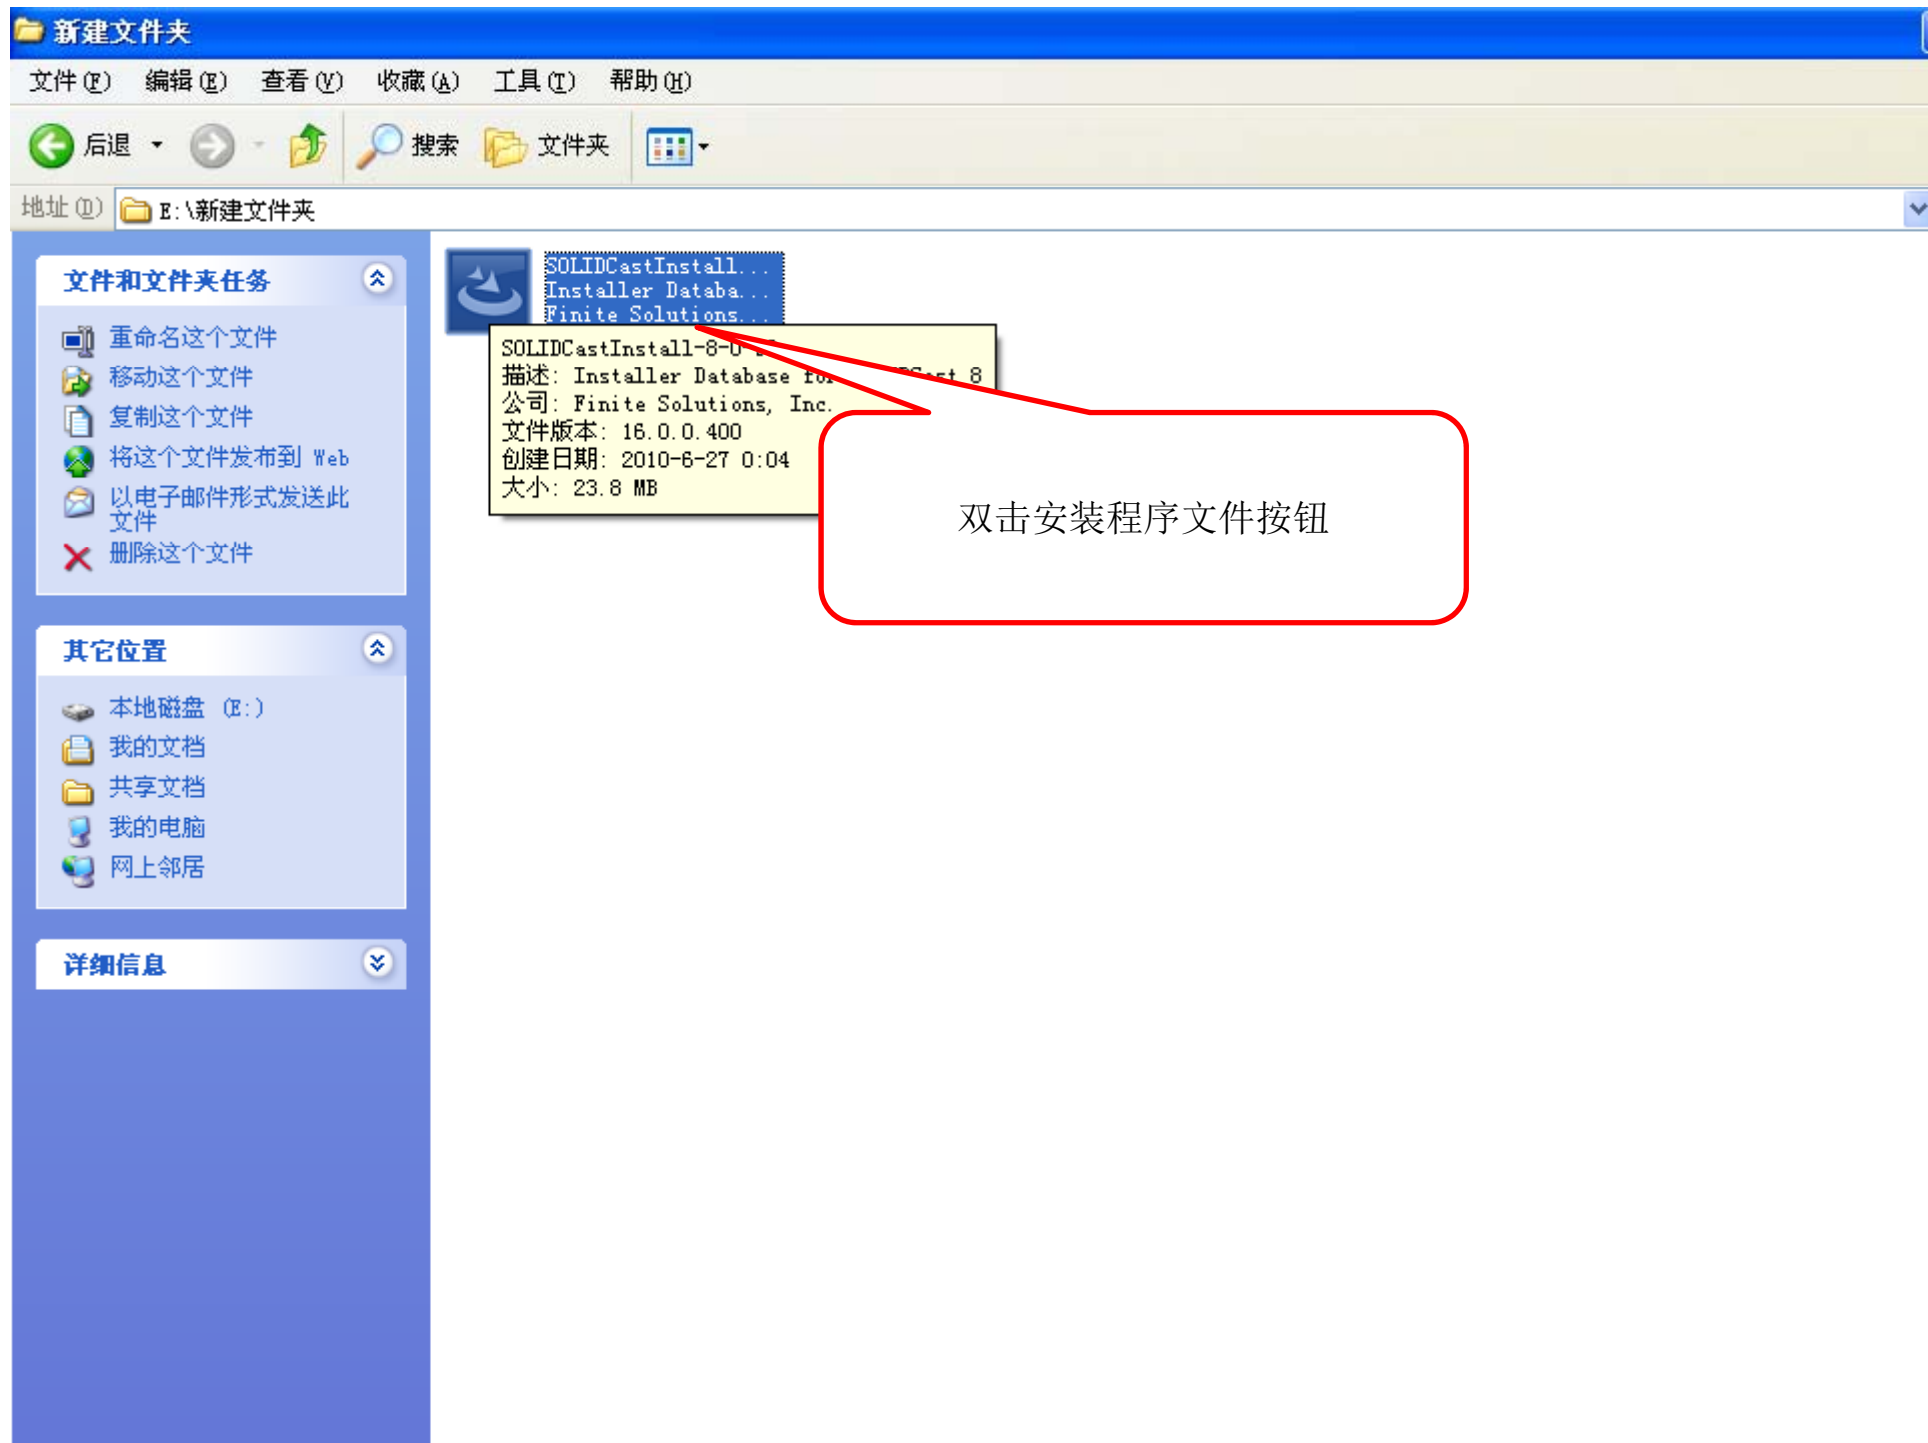 新建文件夹
文件(F) 编辑(E) 查看(V) 收藏(A) 工具(T) 帮助(H)
后退 搜索 文件夹
地址(D) E:\新建文件夹
文件和文件夹任务
重命名这个文件
移动这个文件
复制这个文件
将这个文件发布到 Web
以电子邮件形式发送此
文件
删除这个文件
其它位置
本地磁盘 (E:)
我的文档
共享文档
我的电脑
网上邻居
详细信息
SOLIDCastInstall...
Installer Databa...
Finite Solutions...
SOLIDCastInstall-8-0
描述: Installer Database 8
公司: Finite Solutions, Inc.
文件版本: 16.0.0.400
创建日期: 2010-6-27 0:04
大小: 23.8 MB
双击安装程序文件按钮